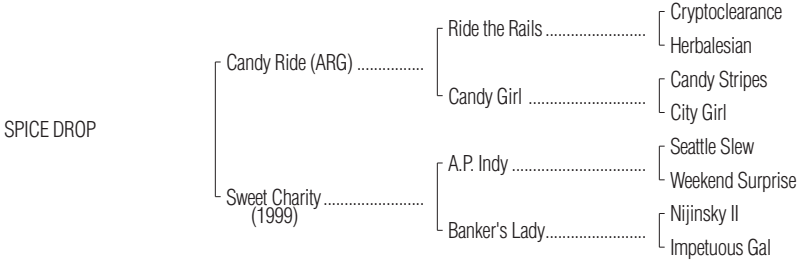 Cryptoclearance
Ride the Rails ........................
Herbalesian
Candy Ride (ARG) ................
Candy Stripes
Candy Girl ............................
City Girl
SPICE DROP
Seattle Slew
A.P. Indy ................................
Weekend Surprise
Sweet Charity ........................
(1999)
Nijinsky II
Banker's Lady........................
Impetuous Gal